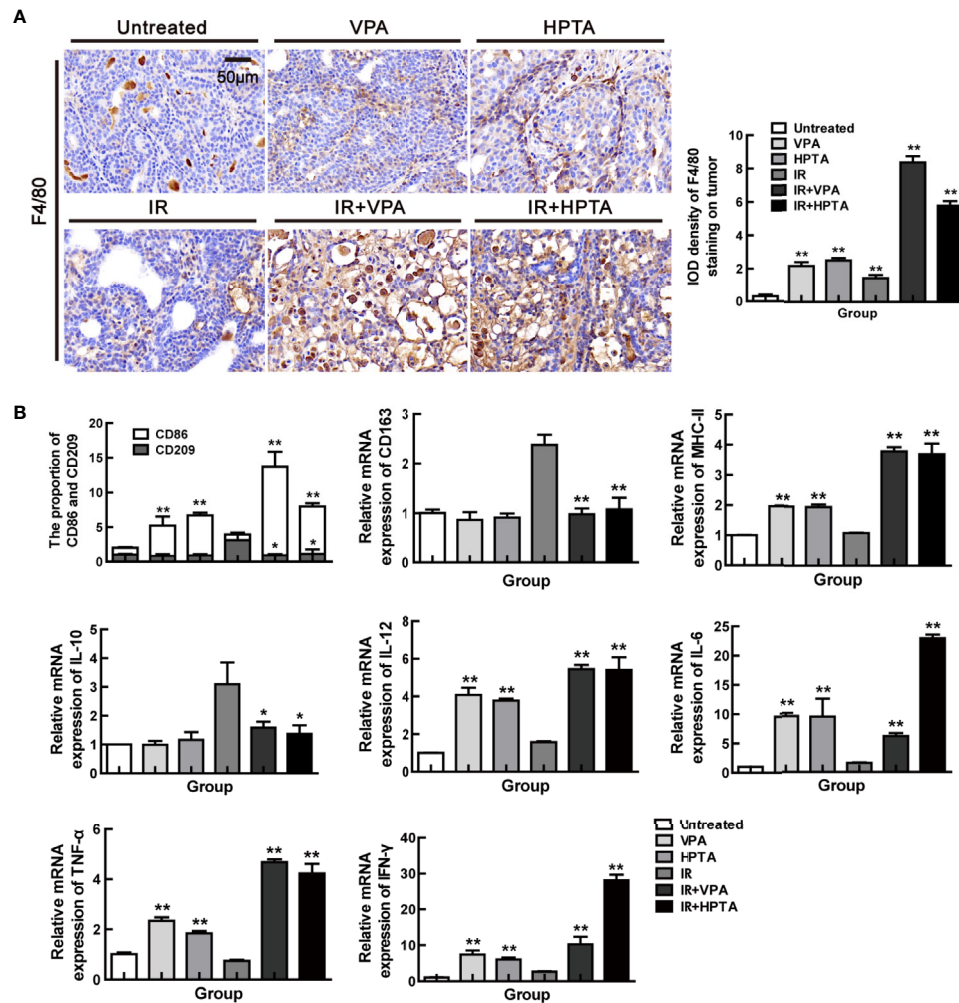 A
Untreated
VPA
HPTA
50μm
F4/80
IR
IR+VPA
IR+HPTA
IOD density of F4/80
staining on tumor
10
8
6
4
2
0
Untreated
VPA
HPTA
IR
IR+VPA
IR+HPTA
**
**
**
**
**
Group
B
The proportion of
CD86 and CD209
20
15
10
5
0
CD86
CD209
**
**
**
**
*
*
Relative mRNA
expression of CD163
3
2
1
0
**
**
Group
Relative mRNA
expression of MHC-II
5
4
3
2
1
0
**
**
**
**
Group
Relative mRNA
expression of IL-10
5
4
3
2
1
0
*
*
Group
Relative mRNA
expression of IL-12
8
6
4
2
0
**
**
**
**
Group
Relative mRNA
expression of IL-6
25
20
15
10
5
0
**
**
**
**
Group
Relative mRNA
expression of TNF-α
6
4
2
0
**
**
**
**
Group
Relative mRNA
expression of IFN-γ
40
30
20
10
0
**
**
**
**
Group
Untreated
VPA
HPTA
IR
IR+VPA
IR+HPTA